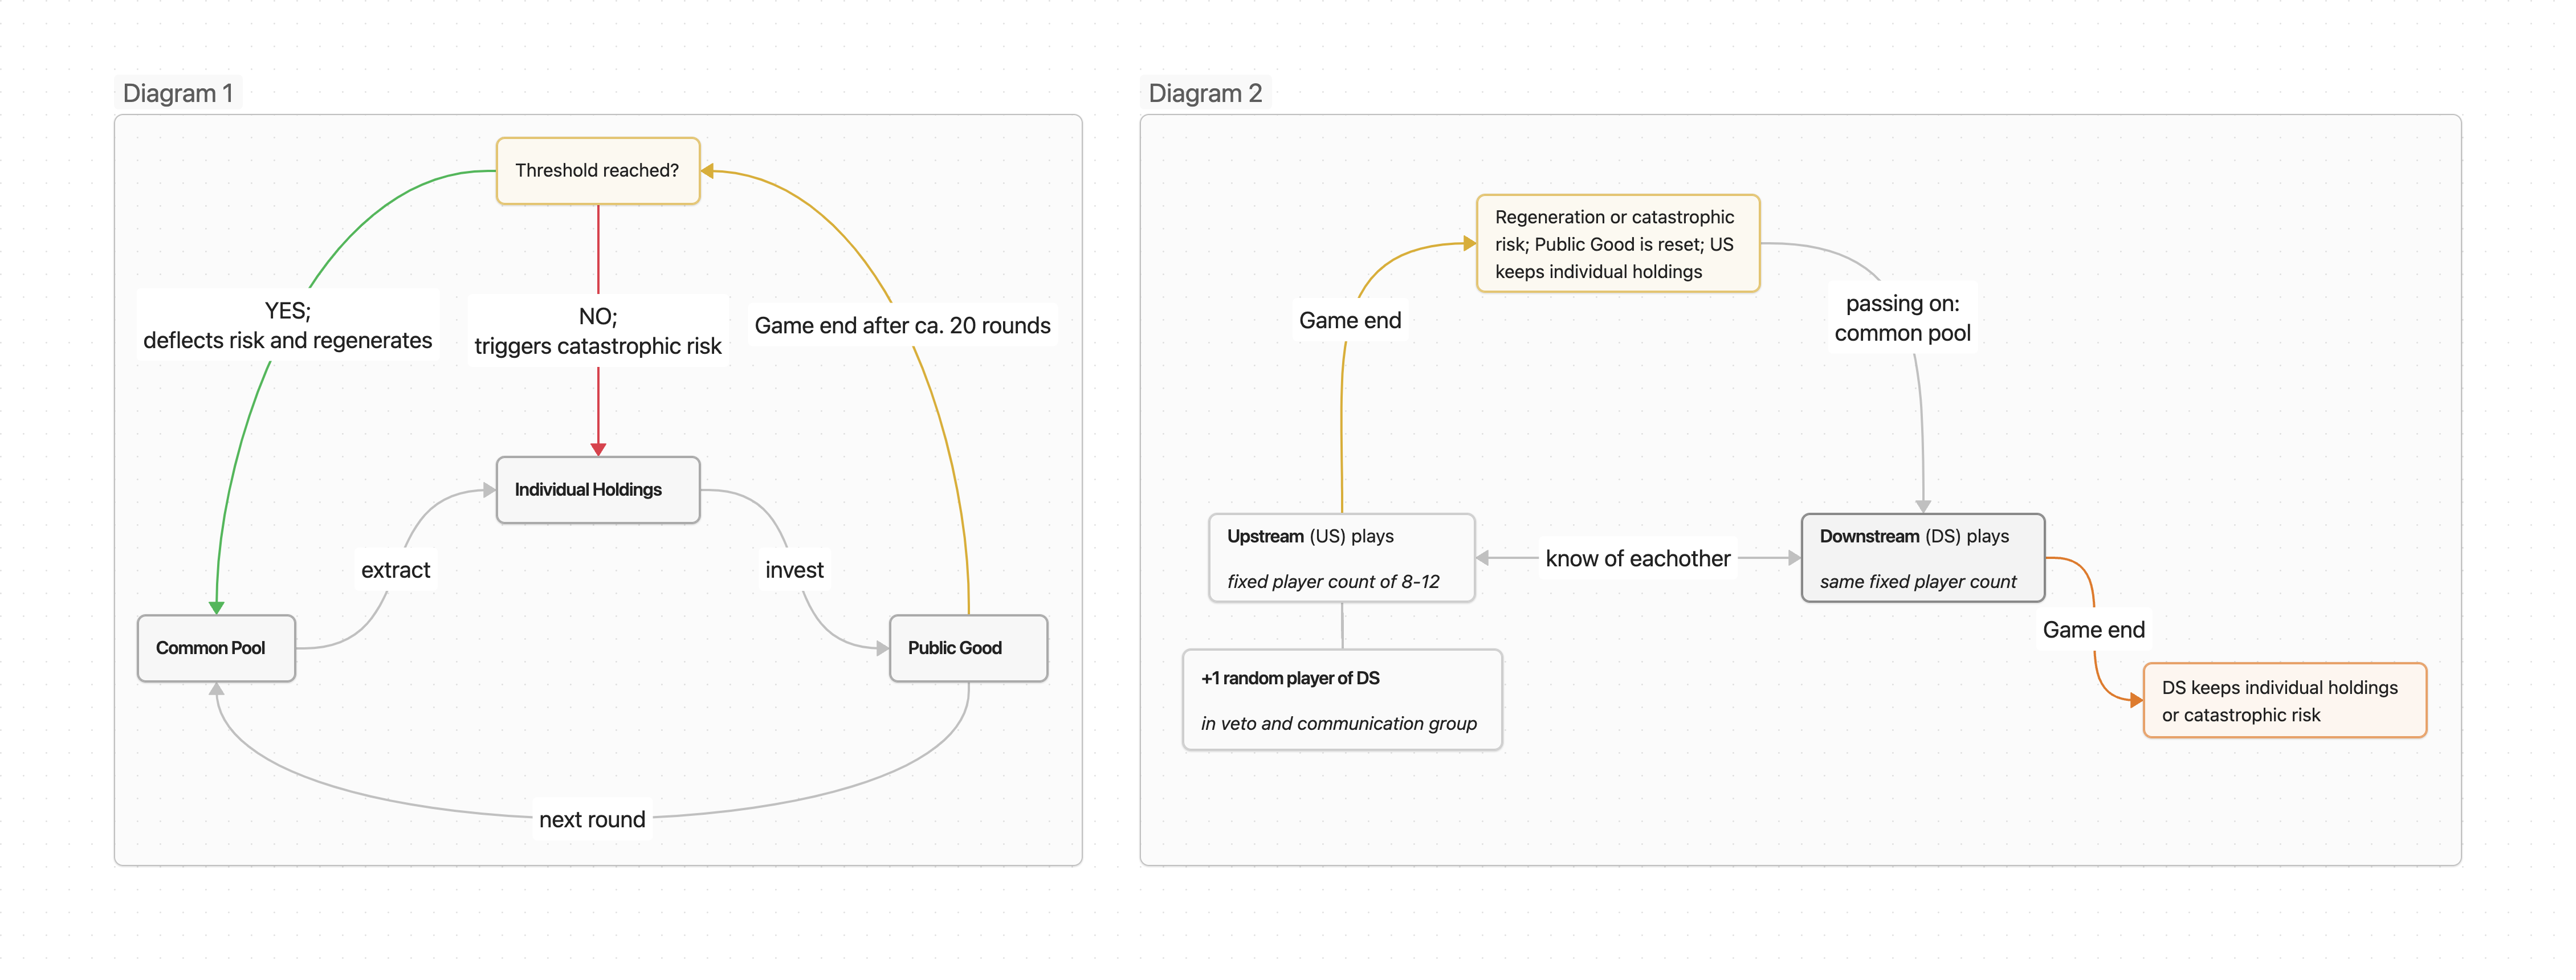 Diagram 1
Threshold reached?
YES;
deflects risk and regenerates
NO;
triggers catastrophic risk
Game end after ca. 20 rounds
Individual Holdings
extract
invest
Common Pool
Public Good
next round
Diagram 2
Regeneration or catastrophic
risk; Public Good is reset; US
keeps individual holdings
Game end
passing on:
common pool
Upstream (US) plays
fixed player count of 8-12
know of eachother
Downstream (DS) plays
same fixed player count
+1 random player of DS
in veto and communication group
Game end
DS keeps individual holdings
or catastrophic risk